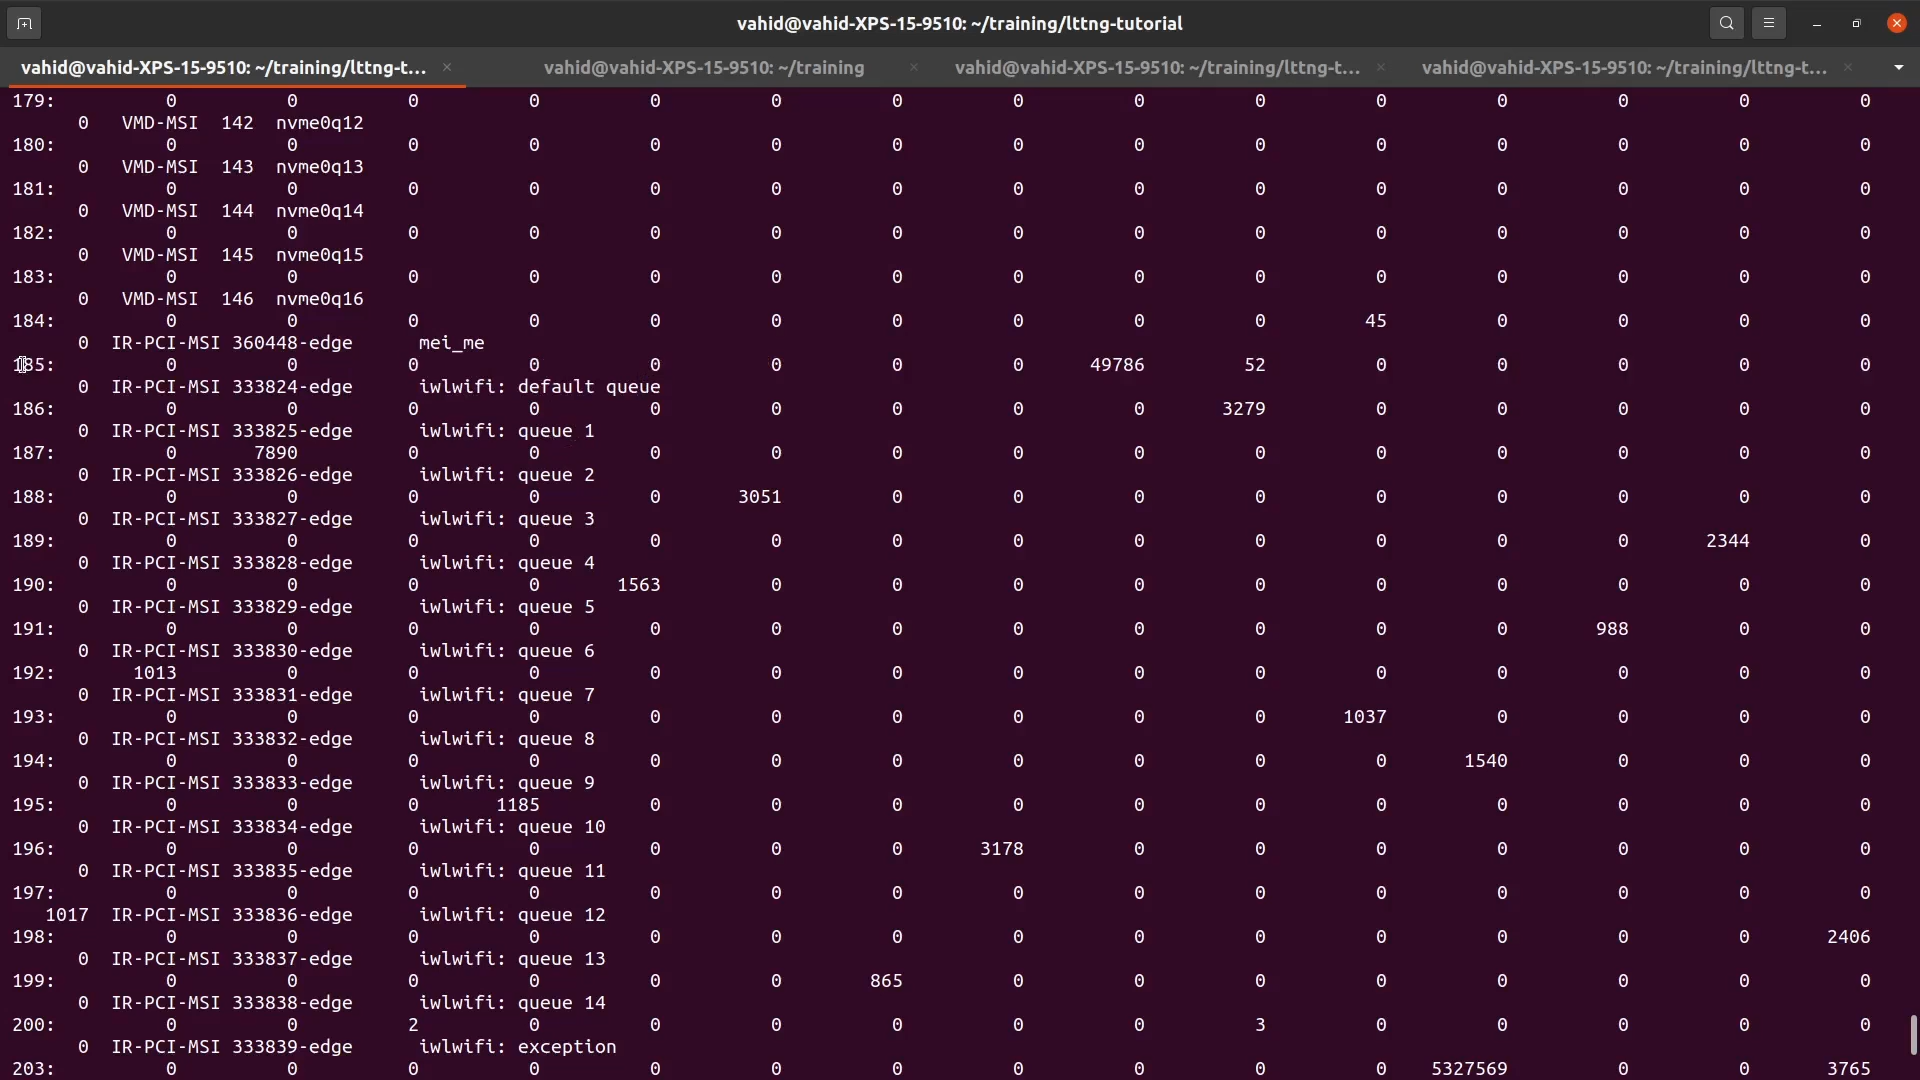 vahid@vahid-XPS-15-9510: ~/training/lttng-tutorial
vahid@vahid-XPS-15-9510: ~/training/lttng-t... vahid@vahid-XPS-15-9510: ~/training vahid@vahid-XPS-15-9510: ~/training/lttng-t... vahid@vahid-XPS-15-9510: ~/training/lttng-t...
179: 0 0 0 0 0 0 0 0 0 0 0 0 0 0 0
0 VMD-MSI 142 nvme0q12
180: 0 0 0 0 0 0 0 0 0 0 0 0 0 0 0
0 VMD-MSI 143 nvme0q13
181: 0 0 0 0 0 0 0 0 0 0 0 0 0 0 0
0 VMD-MSI 144 nvme0q14
182: 0 0 0 0 0 0 0 0 0 0 0 0 0 0 0
0 VMD-MSI 145 nvme0q15
183: 0 0 0 0 0 0 0 0 0 0 0 0 0 0 0
0 VMD-MSI 146 nvme0q16
184: 0 0 0 0 0 0 0 0 0 0 45 0 0 0 0
0 IR-PCI-MSI 360448-edge mei_me
185: 0 0 0 0 0 0 0 0 49786 52 0 0 0 0 0
0 IR-PCI-MSI 333824-edge iwlwifi: default queue
186: 0 0 0 0 0 0 0 0 0 3279 0 0 0 0 0
0 IR-PCI-MSI 333825-edge iwlwifi: queue 1
187: 0 7890 0 0 0 0 0 0 0 0 0 0 0 0 0
0 IR-PCI-MSI 333826-edge iwlwifi: queue 2
188: 0 0 0 0 0 3051 0 0 0 0 0 0 0 0 0
0 IR-PCI-MSI 333827-edge iwlwifi: queue 3
189: 0 0 0 0 0 0 0 0 0 0 0 0 0 2344 0
0 IR-PCI-MSI 333828-edge iwlwifi: queue 4
190: 0 0 0 0 1563 0 0 0 0 0 0 0 0 0 0
0 IR-PCI-MSI 333829-edge iwlwifi: queue 5
191: 0 0 0 0 0 0 0 0 0 0 0 0 988 0 0
0 IR-PCI-MSI 333830-edge iwlwifi: queue 6
192: 1013 0 0 0 0 0 0 0 0 0 0 0 0 0 0
0 IR-PCI-MSI 333831-edge iwlwifi: queue 7
193: 0 0 0 0 0 0 0 0 0 0 1037 0 0 0 0
0 IR-PCI-MSI 333832-edge iwlwifi: queue 8
194: 0 0 0 0 0 0 0 0 0 0 0 1540 0 0 0
0 IR-PCI-MSI 333833-edge iwlwifi: queue 9
195: 0 0 0 1185 0 0 0 0 0 0 0 0 0 0 0
0 IR-PCI-MSI 333834-edge iwlwifi: queue 10
196: 0 0 0 0 0 0 0 3178 0 0 0 0 0 0 0
0 IR-PCI-MSI 333835-edge iwlwifi: queue 11
197: 0 0 0 0 0 0 0 0 0 0 0 0 0 0 0
1017 IR-PCI-MSI 333836-edge iwlwifi: queue 12
198: 0 0 0 0 0 0 0 0 0 0 0 0 0 0 2406
0 IR-PCI-MSI 333837-edge iwlwifi: queue 13
199: 0 0 0 0 0 0 865 0 0 0 0 0 0 0 0
0 IR-PCI-MSI 333838-edge iwlwifi: queue 14
200: 0 0 2 0 0 0 0 0 0 3 0 0 0 0 0
0 IR-PCI-MSI 333839-edge iwlwifi: exception
203: 0 0 0 0 0 0 0 0 0 0 0 5327569 0 0 3765